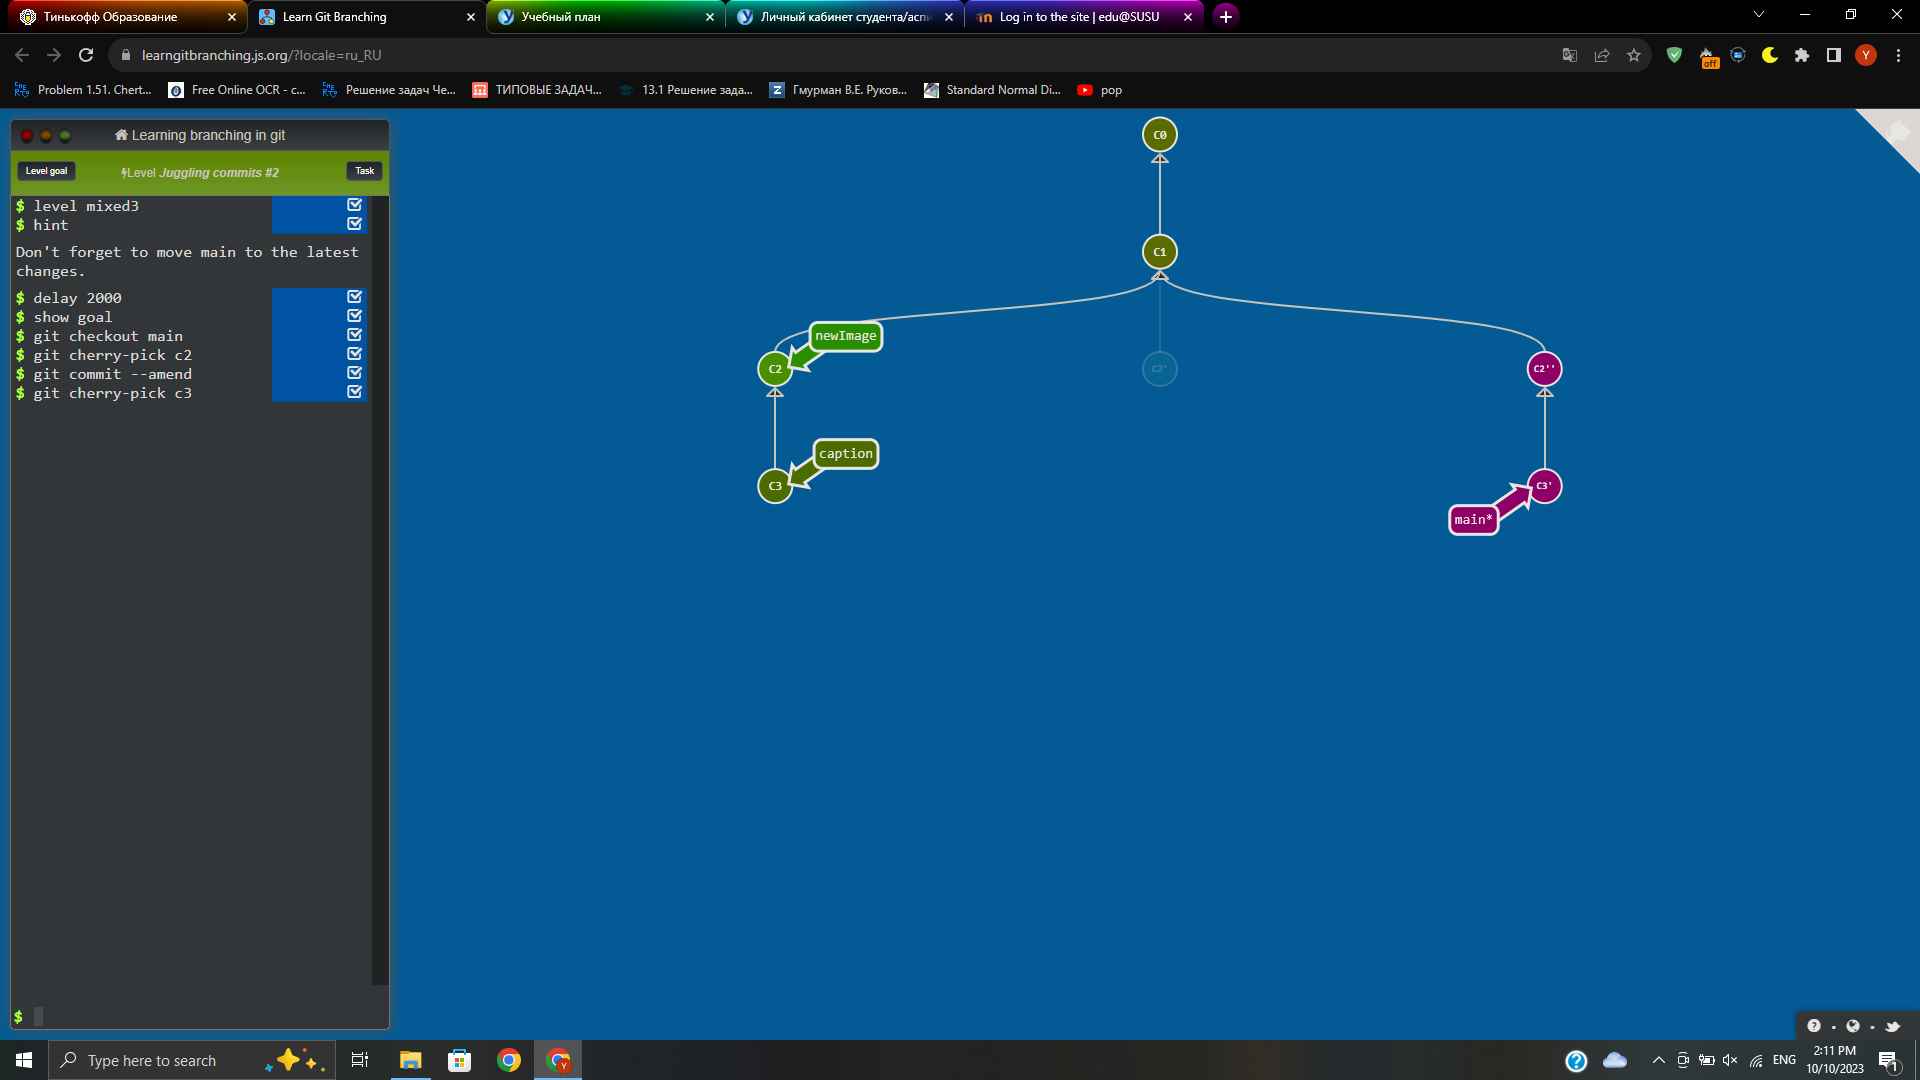 Тинькофф Образование
Learn Git Branching
Учебный план
Личный кабинет студента/аспи
Log in to the site | edu@SUSU
learngitbranching.js.org/?locale=ru_RU
off
Y
Problem 1.51. Chert...
Free Online OCR - c...
Решение задач Че...
ТИПОВЫЕ ЗАДАЧ...
13.1 Решение зада...
Гмурман В.Е. Руков...
Standard Normal Di...
pop
Learning branching in git
Level goal
Level Juggling commits #2
Task
$ level mixed3
$ hint
Don't forget to move main to the latest
changes.
$ delay 2000
$ show goal
$ git checkout main
$ git cherry-pick c2
$ git commit --amend
$ git cherry-pick c3
$
C0
C1
newImage
C2
C2'
C2''
caption
C3
C3'
main*
Type here to search
Y
ENG
2:11 PM
10/10/2023
1